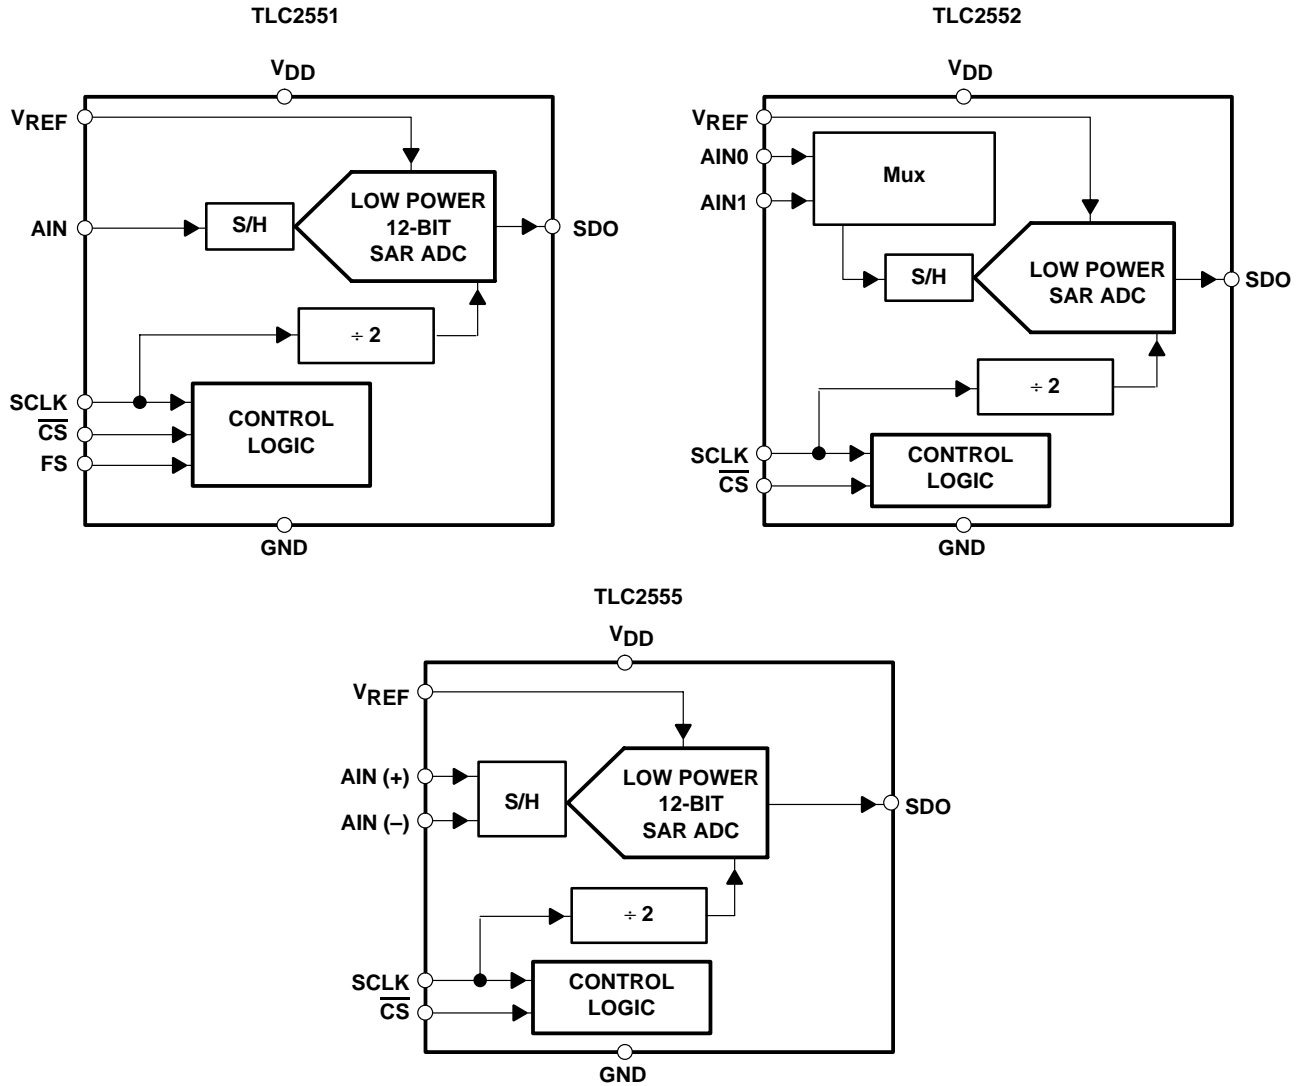 TLC2551
VDD
VREF
AIN
S/H
LOW POWER
12-BIT
SAR ADC
SDO
÷ 2
SCLK
CS
FS
CONTROL
LOGIC
GND
TLC2552
VDD
VREF
AIN0
AIN1
Mux
S/H
LOW POWER
SAR ADC
SDO
÷ 2
SCLK
CS
CONTROL
LOGIC
GND
TLC2555
VDD
VREF
AIN (+)
AIN (–)
S/H
LOW POWER
12-BIT
SAR ADC
SDO
÷ 2
SCLK
CS
CONTROL
LOGIC
GND